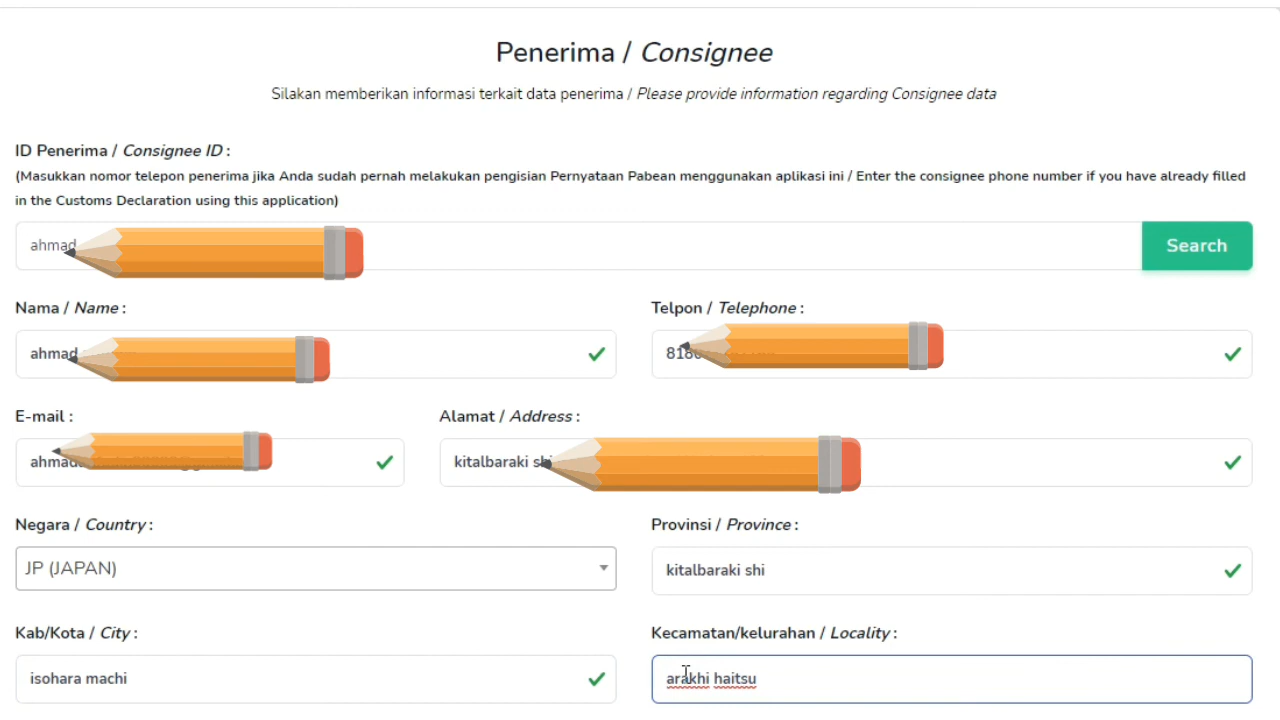 Penerima / Consignee
Silakan memberikan informasi terkait data penerima / Please provide information regarding Consignee data
ID Penerima / Consignee ID :
(Masukkan nomor telepon penerima jika Anda sudah pernah melakukan pengisian Pernyataan Pabean menggunakan aplikasi ini / Enter the consignee phone number if you have already filled
in the Customs Declaration using this application)
ahmad Search
Nama / Name : Telpon / Telephone :
ahmad
E-mail : Alamat / Address :
kitalbaraki
Negara / Country : Provinsi / Province :
JP (JAPAN) kitalbaraki shi
Kab/Kota / City : Kecamatan/kelurahan / Locality :
isohara machi arakhi haitsu